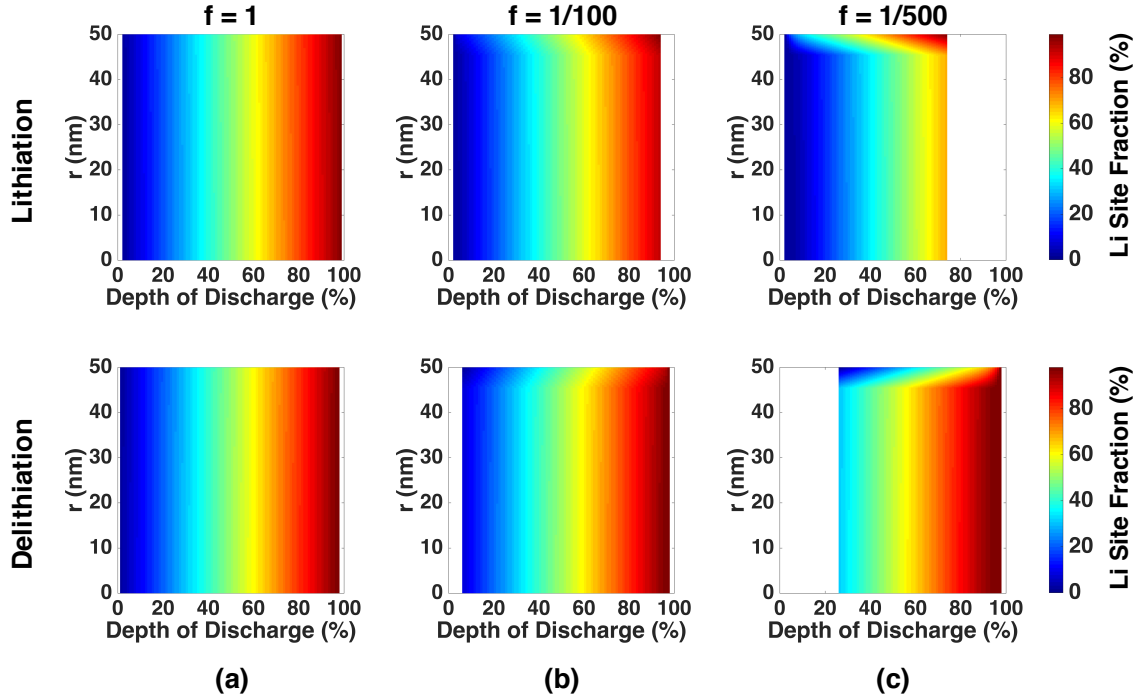 f = 1
f = 1/100
f = 1/500
Lithiation
r (nm)
50
40
30
20
10
0
0 20 40 60 80 100
Depth of Discharge (%)
r (nm)
50
40
30
20
10
0
0 20 40 60 80 100
Depth of Discharge (%)
r (nm)
50
40
30
20
10
0
0 20 40 60 80 100
Depth of Discharge (%)
80
60
40
20
0
Li Site Fraction (%)
Delithiation
r (nm)
50
40
30
20
10
0
0 20 40 60 80 100
Depth of Discharge (%)
r (nm)
50
40
30
20
10
0
0 20 40 60 80 100
Depth of Discharge (%)
r (nm)
50
40
30
20
10
0
0 20 40 60 80 100
Depth of Discharge (%)
80
60
40
20
0
Li Site Fraction (%)
(a)
(b)
(c)